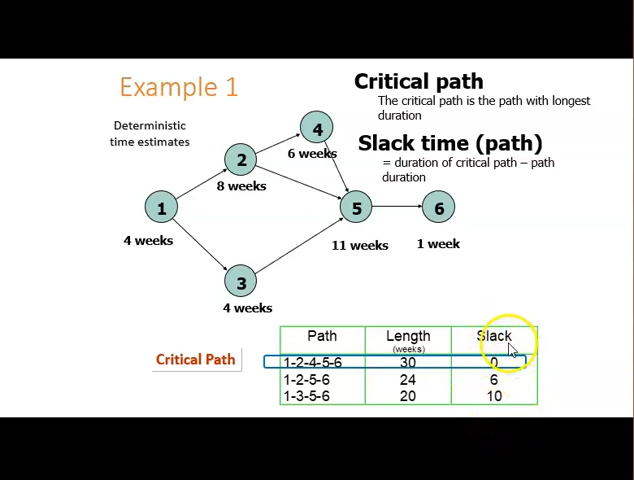 Example 1
Deterministic
time estimates
Critical path
The critical path is the path with longest
duration
Slack time (path)
= duration of critical path – path
duration
4
6 weeks
2
8 weeks
1
4 weeks
5
11 weeks
6
1 week
3
4 weeks
Critical Path
Path Length Slack
(weeks)
1-2-4-5-6 30 0
1-2-5-6 24 6
1-3-5-6 20 10